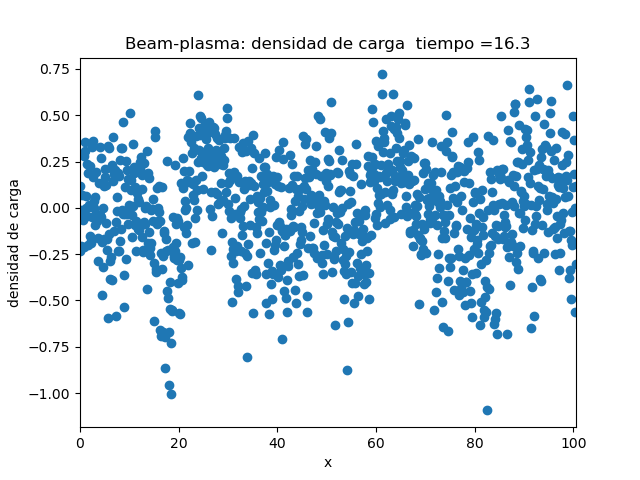 Beam-plasma: densidad de carga  tiempo =16.3
densidad de carga
0.75
0.50
0.25
0.00
−0.25
−0.50
−0.75
−1.00
0 20 40 60 80 100
x